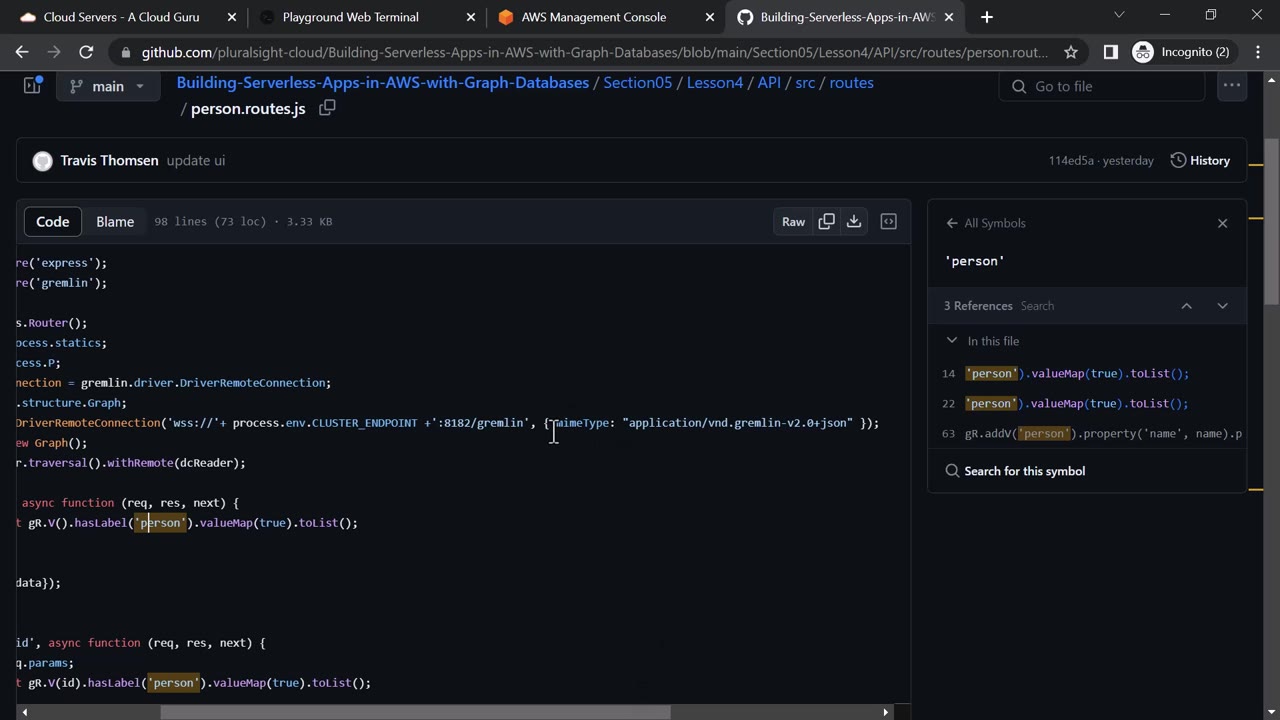 Cloud Servers - A Cloud Guru
Playground Web Terminal
AWS Management Console
Building-Serverless-Apps-in-AWS
github.com/pluralsight-cloud/Building-Serverless-Apps-in-AWS-with-Graph-Databases/blob/main/Section05/Lesson4/API/src/routes/person.rout...
Incognito (2)
main
Building-Serverless-Apps-in-AWS-with-Graph-Databases / Section05 / Lesson4 / API / src / routes
/ person.routes.js
Go to file
Travis Thomsen update ui
114ed5a · yesterday
History
Code
Blame
98 lines (73 loc) · 3.33 KB
Raw
re('express');
re('gremlin');
s.Router();
ocess.statics;
cess.P;
nection = gremlin.driver.DriverRemoteConnection;
.structure.Graph;
DriverRemoteConnection('wss://'+ process.env.CLUSTER_ENDPOINT +':8182/gremlin', { mimeType: "application/vnd.gremlin-v2.0+json" });
ew Graph();
r.traversal().withRemote(dcReader);
async function (req, res, next) {
t gR.V().hasLabel('person').valueMap(true).toList();
data});
id', async function (req, res, next) {
q.params;
t gR.V(id).hasLabel('person').valueMap(true).toList();
All Symbols
'person'
3 References Search
In this file
14 'person').valueMap(true).toList();
22 'person').valueMap(true).toList();
63 gR.addV('person').property('name', name).p
Search for this symbol